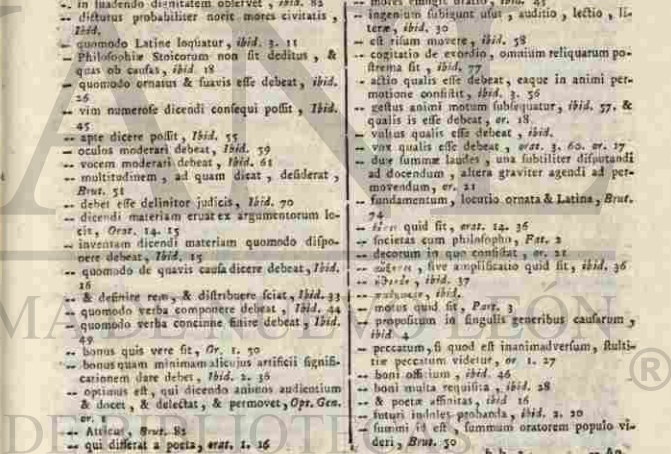 -- in suadendo dignitatem observet, ibid. 82
-- dicturus probabiliter norit mores civitatis,
Ibid.
-- quomodo Latine loquatur, ibid. 3. 11
-- Philosophiæ Stoicorum non sit deditus, &
quas ob causas, ibid. 18
-- quomodo ornatus & suavis esse debeat, ibid.
26
-- vim numerose dicendi consequi possit, Ibid.
45
-- apte dicere possit, Ibid. 55
-- oculos moderari debeat, Ibid. 59
-- vocem moderari debeat, Ibid. 61
-- multitudinem, ad quam dicat, desiderat,
Brut. 51
-- debet esse delinitor judicis, Ibid. 70
-- dicendi materiam eruat ex argumentorum lo-
cis, Orat. 14. 15
-- inventam dicendi materiam quomodo dispo-
nere debeat, Ibid. 15
-- quomodo de quavis causa dicere debeat, Ibid.
16
-- & definire rem, & distribuere sciat, Ibid. 33
-- quomodo verba componere debeat, Ibid. 44
-- quomodo verba concinne finire debeat, Ibid.
49
-- bonus quis vere sit, Or. 1. 50
-- bonus quam minimam alicujus artificii signifi-
cationem dare debet, Ibid. 2. 36
-- optimus est, qui dicendo animos audientium
& docet, & delectat, & permovet, Opt. Gen.
or. 1
-- Atticus, Brut. 82
-- qui differat a poeta, orat. 1. 16
-- mores effingit oratio, ibid. 43
-- ingenium subigunt usus, auditio, lectio, li-
teræ, ibid. 30
-- est risum movere, ibid. 58
-- cogitatio de exordio, omnium reliquarum po-
strema sit, ibid. 77
-- actio qualis esse debeat, eaque in animi per-
motione consistit, ibid. 3. 56
-- gestus animi motum subsequatur, ibid. 57. &
qualis is esse debeat, or. 18.
-- vultus qualis esse debeat, ibid.
-- vox qualis esse debeat, orat. 3. 60. or. 17
-- duæ summæ laudes, una subtiliter disputandi
ad docendum, altera graviter agendi ad per-
movendum, or. 21
-- fundamentum, locutio ornata & Latina, Brut.
74
-- quid sit, orat. 14. 36
-- societas cum philosopho, Fat. 2
-- decorum in quo consistat, or. 21
-- sive amplificatio quid sit, ibid. 36
-- ibid. 37
-- ibid.
-- motus quid sit, Part. 3
-- propositum in singulis generibus causarum,
ibid. 4
-- peccatum, si quod est inanimadversum, stulti-
tiæ peccatum videtur, or 1. 27
-- boni officium, ibid. 46
-- boni multa requisita, ibid. 28
-- & poetæ affinitas, ibid 16
-- futuri indoles probanda, ibid. 2. 20
-- summi id est, summum oratorem populo vi-
deri, Brut. 50